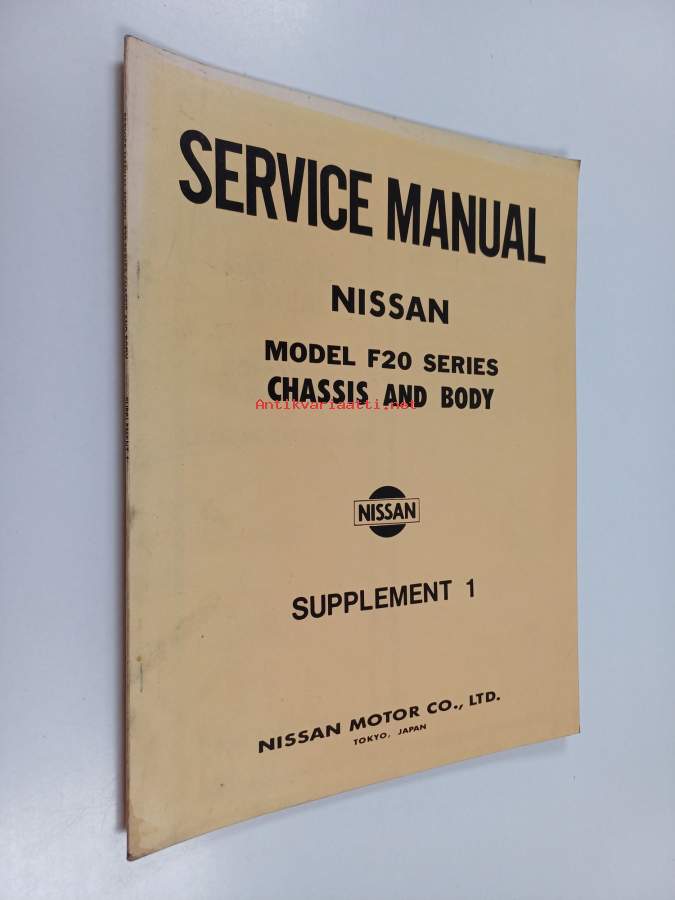 SERVICE MANUAL
NISSAN
MODEL F20 SERIES
CHASSIS AND BODY
Antikvariaatti.net
NISSAN
SUPPLEMENT 1
NISSAN MOTOR CO., LTD.
TOKYO, JAPAN